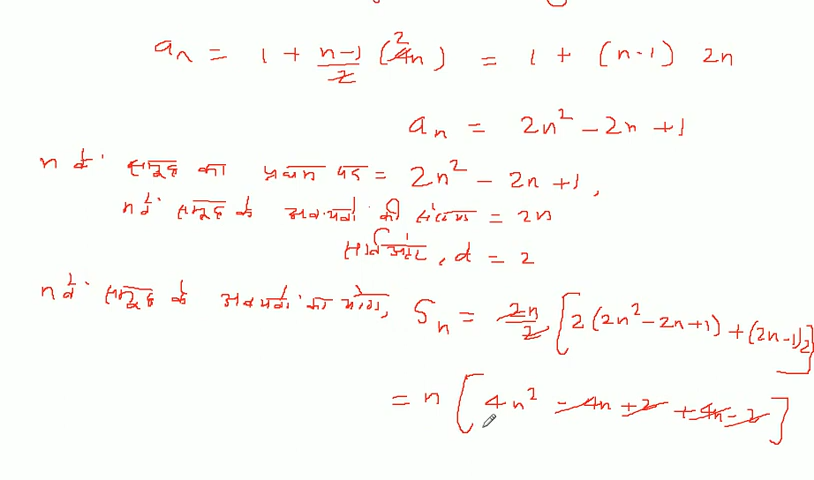 aₙ = 1 + (n-1)/2 (4n) 2 = 1 + (n-1) 2n
aₙ = 2n² - 2n + 1
n वें समूह का प्रथम पद = 2n² - 2n + 1,
n वें समूह के अवयवों की संख्या = 2n
सार्व अंतर, d = 2
n वें समूह के अवयवों का योग, Sₙ = 2n/2 [2(2n² - 2n + 1) + (2n-1)2]
= n [4n² - 4n + 2 + 4n - 2]